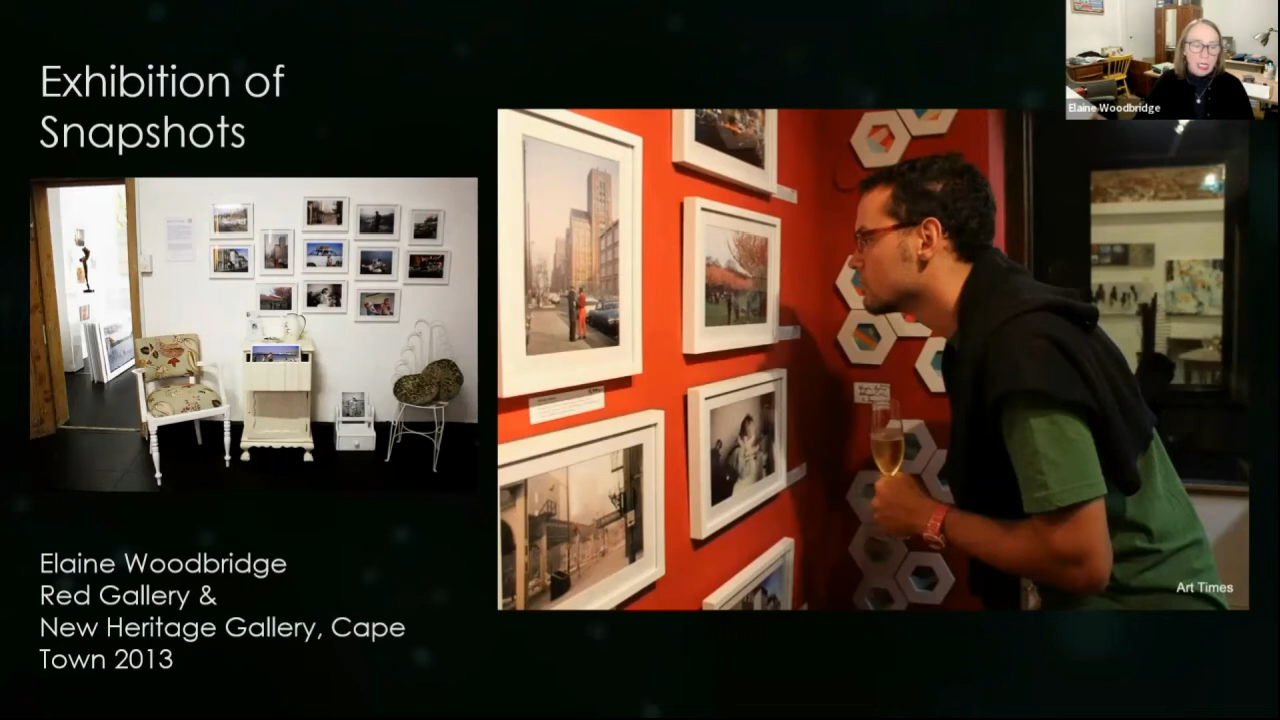 Exhibition of
Snapshots
Elaine Woodbridge
Art Times
Elaine Woodbridge
Red Gallery &
New Heritage Gallery, Cape
Town 2013